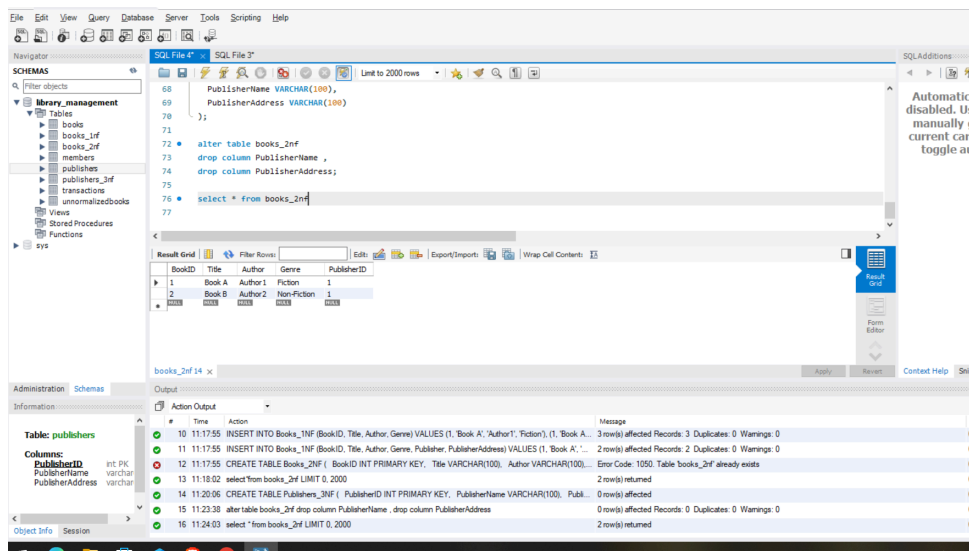 File Edit View Query Database Server Tools Scripting Help
Navigator
SQL File 4* SQL File 3*
SQLAdditions
SCHEMAS
Filter objects
library_management
Tables
books
books_1nf
books_2nf
members
publishers
publishers_3nf
transactions
unnormalizedbooks
Views
Stored Procedures
Functions
sys
Limit to 2000 rows
68 PublisherName VARCHAR(100),
69 PublisherAddress VARCHAR(100)
70 );
71
72 alter table books_2nf
73 drop column PublisherName ,
74 drop column PublisherAddress;
75
76 select * from books_2nf
77
Automatic
disabled. Us
manually
current car
toggle au
Result Grid Filter Rows: Edit: Export/Import: Wrap Cell Content:
BookID Title Author Genre PublisherID
1 Book A Author1 Fiction 1
2 Book B Author2 Non-Fiction 1
NULL NULL NULL NULL NULL
Result
Grid
Form
Editor
books_2nf 14
Apply Revert
Context Help Sni
Administration Schemas
Output
Information
Action Output
Table: publishers
Columns:
PublisherID int PK
PublisherName varchar
PublisherAddress varchar
Object Info Session
# Time Action Message
10 11:17:55 INSERT INTO Books_1NF (BookID, Title, Author, Genre) VALUES (1, 'Book A', 'Author1', 'Fiction'), (1, 'Book A... 3 row(s) affected Records: 3 Duplicates: 0 Warnings: 0
11 11:17:55 INSERT INTO Books_1NF (BookID, Title, Author, Genre, Publisher, PublisherAddress) VALUES (1, 'Book A', '... 2 row(s) affected Records: 2 Duplicates: 0 Warnings: 0
12 11:17:55 CREATE TABLE Books_2NF ( BookID INT PRIMARY KEY, Title VARCHAR(100), Author VARCHAR(100),... Error Code: 1050. Table 'books_2nf' already exists
13 11:18:02 select*from books_2nf LIMIT 0, 2000 2 row(s) returned
14 11:20:06 CREATE TABLE Publishers_3NF ( PublisherID INT PRIMARY KEY, PublisherName VARCHAR(100), Publi... 0 row(s) affected
15 11:23:38 alter table books_2nf drop column PublisherName , drop column PublisherAddress 0 row(s) affected Records: 0 Duplicates: 0 Warnings: 0
16 11:24:03 select * from books_2nf LIMIT 0, 2000 2 row(s) returned